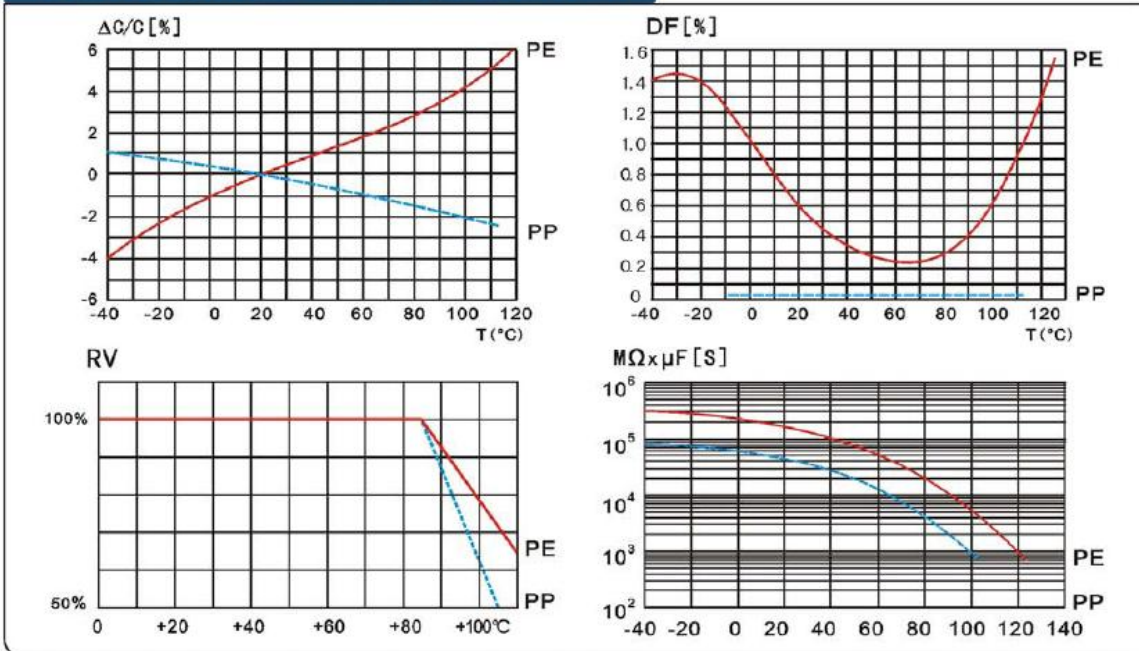 ΔC/C[%]
6
4
2
0
-2
-4
-6
PE
PP
-40 -20 0 20 40 60 80 100 120
T(°C)
DF[%]
1.6
1.4
1.2
1.0
0.8
0.6
0.4
0.2
0
PE
PP
-40 -20 0 20 40 60 80 100 120
T(°C)
RV
100%
50%
PE
PP
0 +20 +40 +60 +80 +100℃
MΩxμF[S]
10⁶
10⁵
10⁴
10³
10²
PE
PP
-40 -20 0 20 40 60 80 100 120 140